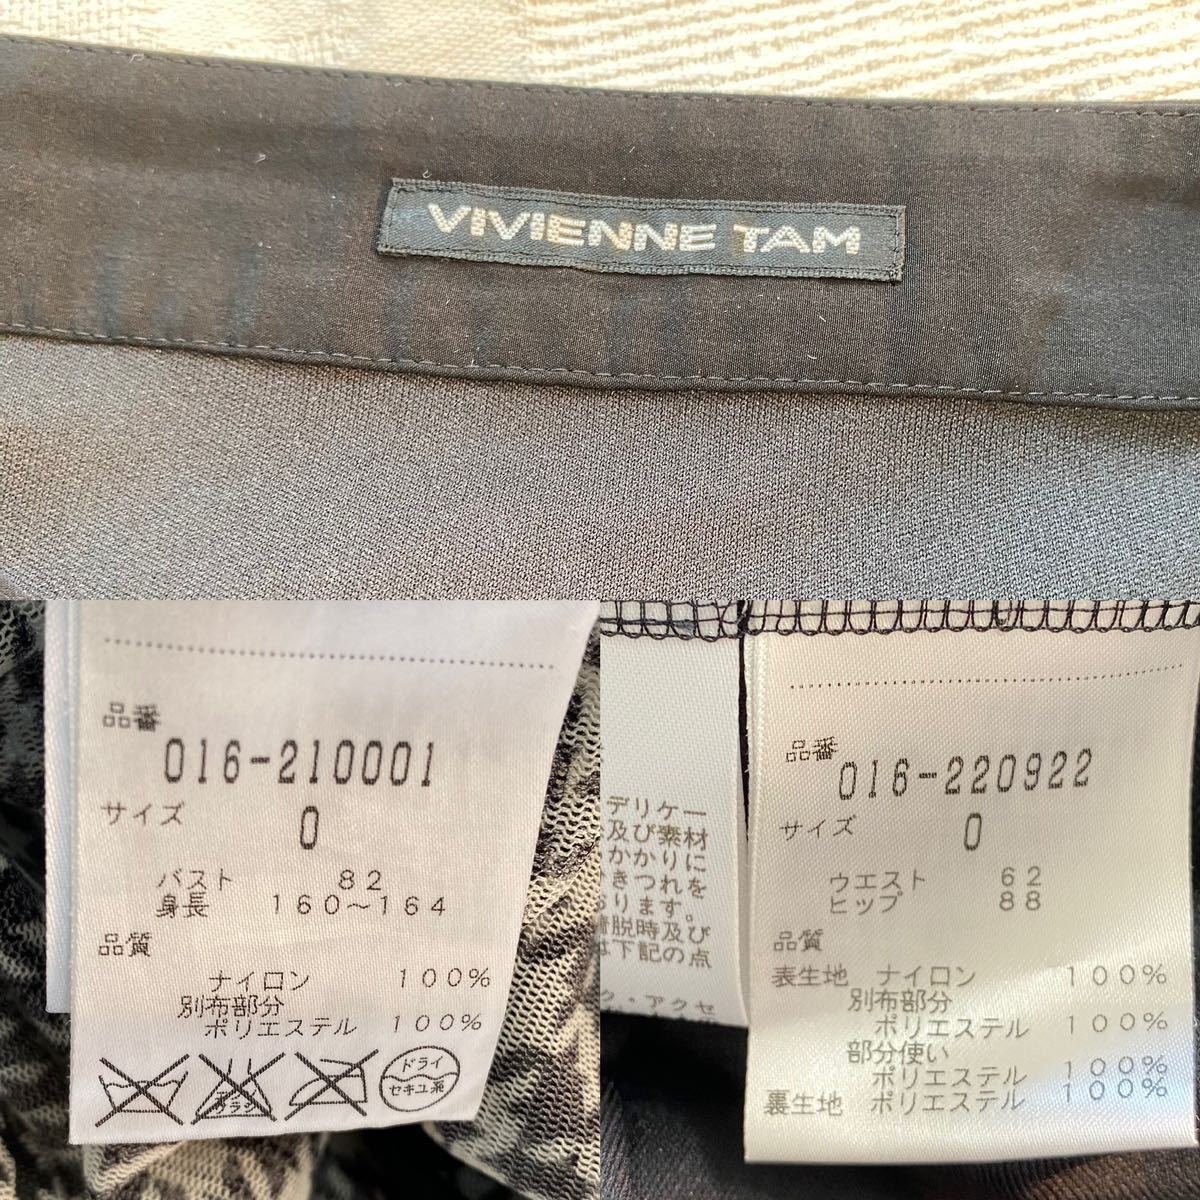 VIVIENNE TAM
品番
016-210001
サイズ
0
バスト 82
身長 160〜164
品質
ナイロン 100%
別布部分
ポリエステル 100%
ドライ
セキユ系
デリケー
及び素材
かかりに
きつれを
ります。
脱時及び
下記の点
ク・アクセ
品番
016-220922
サイズ
0
ウエスト 62
ヒップ 88
品質
表生地 ナイロン 100%
別布部分
ポリエステル 100%
部分使い
ポリエステル 100%
裏生地 ポリエステル 100%